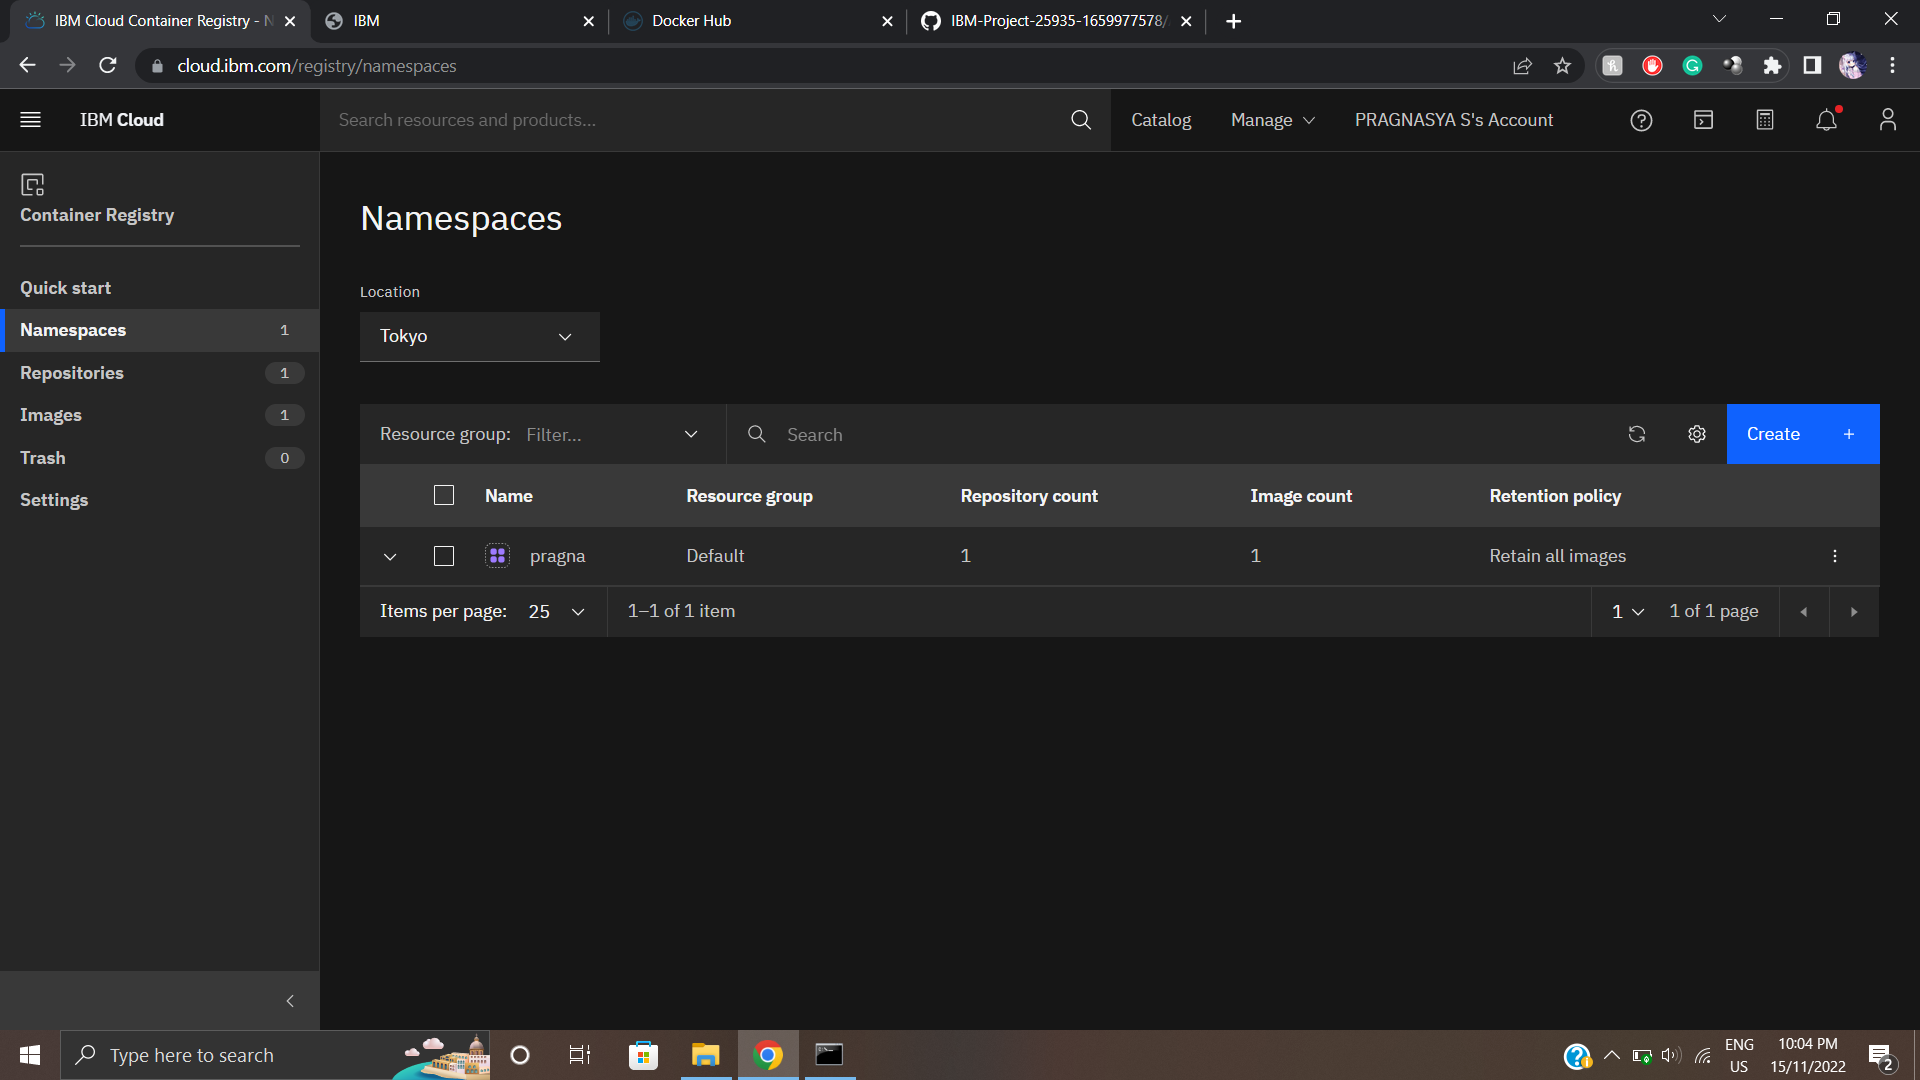 IBM Cloud Container Registry - N
IBM
Docker Hub
IBM-Project-25935-1659977578/
cloud.ibm.com/registry/namespaces
IBM Cloud
Search resources and products...
Catalog
Manage
PRAGNASYA S's Account
Container Registry
Quick start
Namespaces 1
Repositories 1
Images 1
Trash 0
Settings
Namespaces
Location
Tokyo
Resource group: Filter...
Search
Create +
Name Resource group Repository count Image count Retention policy
pragna Default 1 1 Retain all images
Items per page: 25 1–1 of 1 item 1 1 of 1 page
Type here to search
ENG
US
10:04 PM
15/11/2022
2